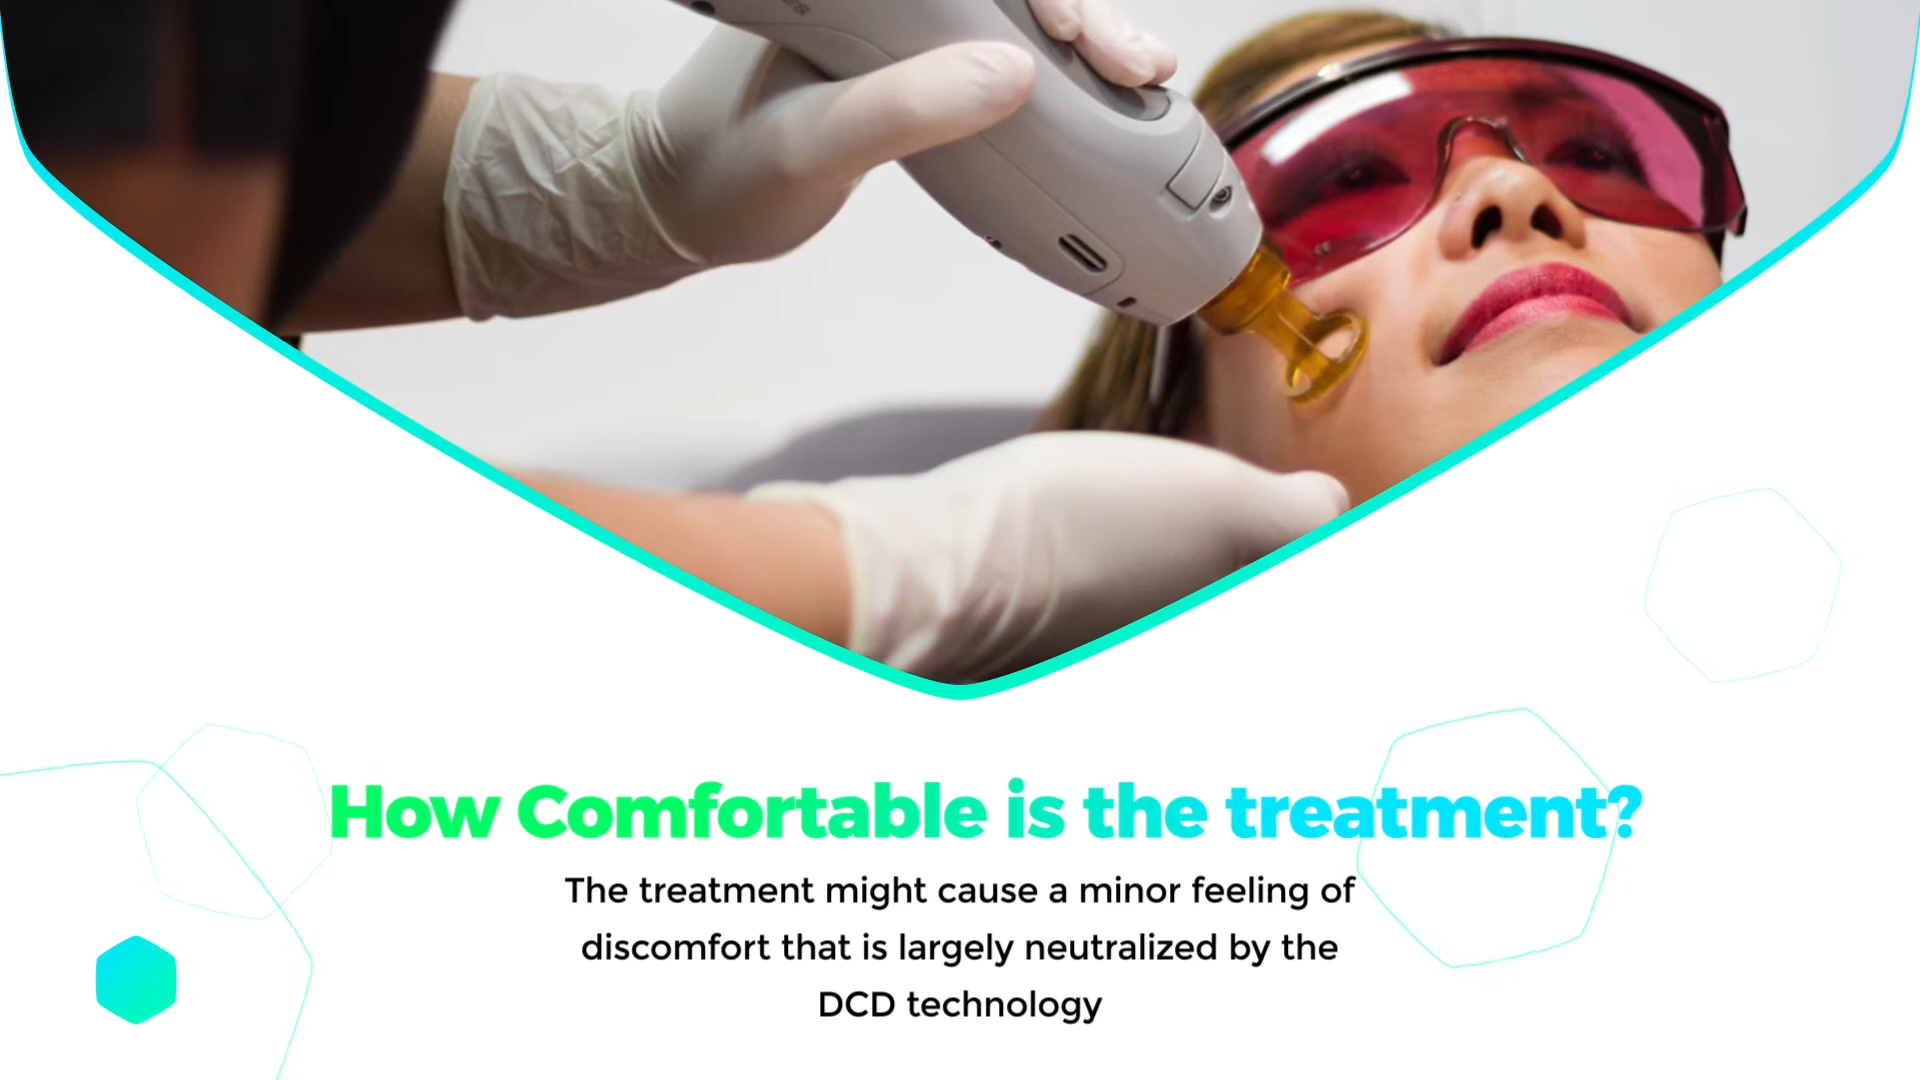 How Comfortable is the treatment?
The treatment might cause a minor feeling of
discomfort that is largely neutralized by the
DCD technology